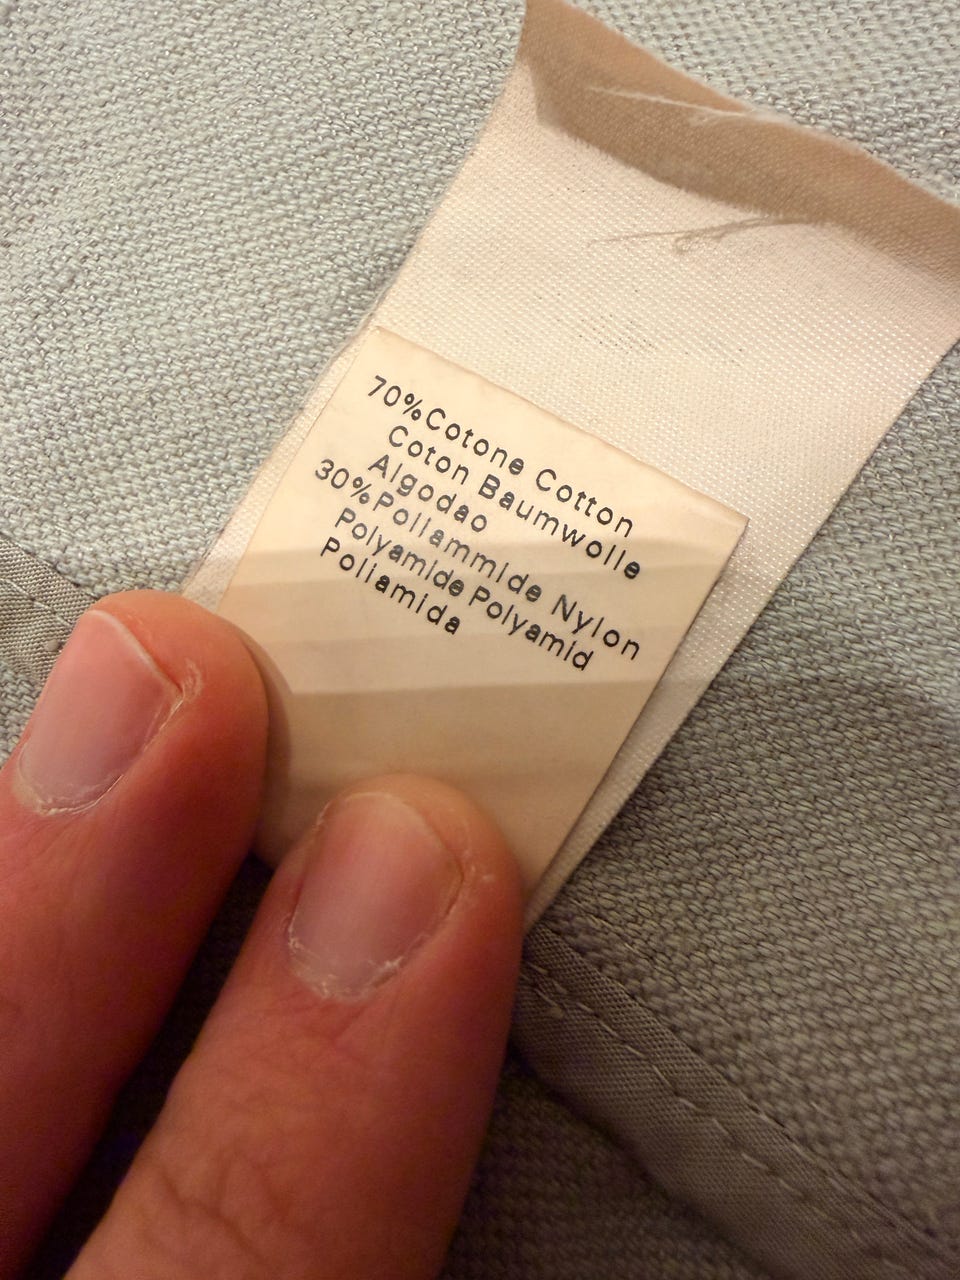 70%Cotone Cotton
Coton Baumwolle
Algodao
30%Poliammide Nylon
Polyamide Polyamid
Poliamida